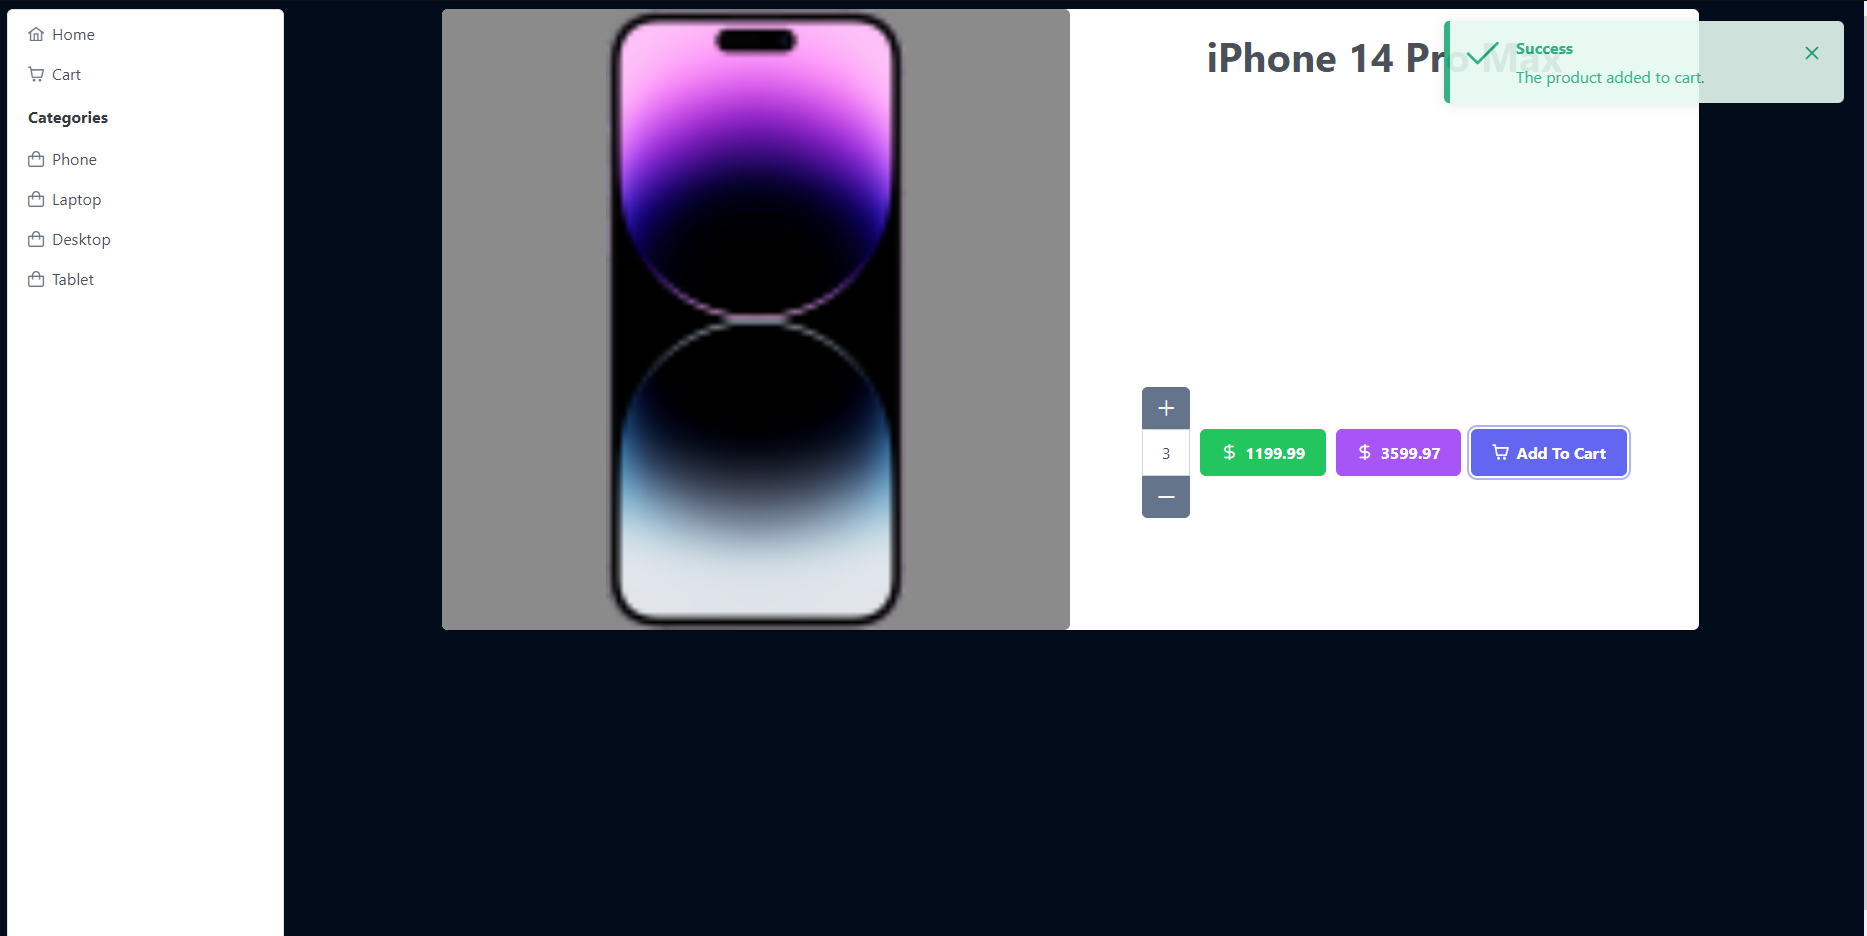 Home
Cart
Categories
Phone
Laptop
Desktop
Tablet
iPhone 14 Pro Max
Success
The product added to cart.
3
$ 1199.99
$ 3599.97
Add To Cart